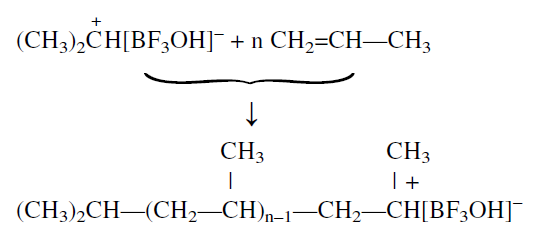 (CH₃)₂C⁺H[BF₃OH]⁻ + n CH₂=CH—CH₃
↓
CH₃ CH₃
| | +
(CH₃)₂CH—(CH₂—CH)ₙ₋₁—CH₂—CH[BF₃OH]⁻